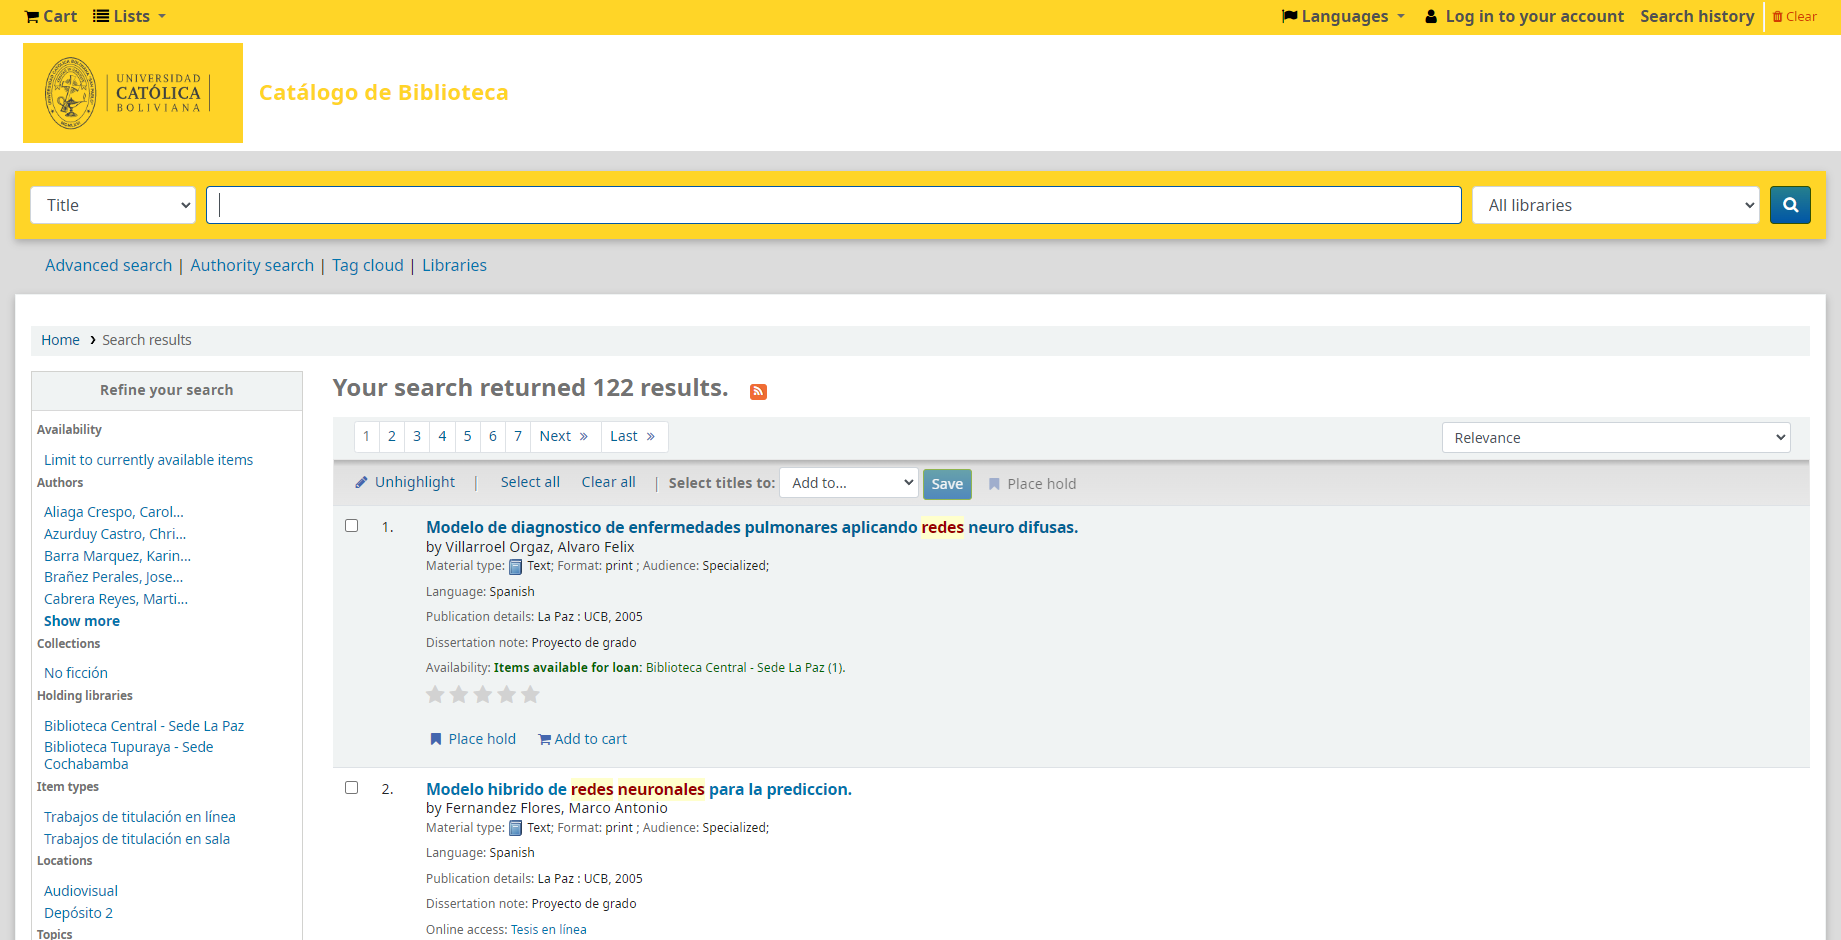 Cart Lists Languages Log in to your account Search history Clear
UNIVERSIDAD
CATÓLICA
BOLIVIANA
Catálogo de Biblioteca
Title All libraries
Advanced search | Authority search | Tag cloud | Libraries
Home › Search results
Refine your search
Availability
Limit to currently available items
Authors
Aliaga Crespo, Carol...
Azurduy Castro, Chri...
Barra Marquez, Karin...
Brañez Perales, Jose...
Cabrera Reyes, Marti...
Show more
Collections
No ficción
Holding libraries
Biblioteca Central - Sede La Paz
Biblioteca Tupuraya - Sede
Cochabamba
Item types
Trabajos de titulación en línea
Trabajos de titulación en sala
Locations
Audiovisual
Depósito 2
Topics
Your search returned 122 results.
1 2 3 4 5 6 7 Next » Last »
Relevance
Unhighlight | Select all Clear all | Select titles to: Add to... Save Place hold
1. Modelo de diagnostico de enfermedades pulmonares aplicando redes neuro difusas.
by Villarroel Orgaz, Alvaro Felix
Material type: Text; Format: print ; Audience: Specialized;
Language: Spanish
Publication details: La Paz : UCB, 2005
Dissertation note: Proyecto de grado
Availability: Items available for loan: Biblioteca Central - Sede La Paz (1).
Place hold Add to cart
2. Modelo hibrido de redes neuronales para la prediccion.
by Fernandez Flores, Marco Antonio
Material type: Text; Format: print ; Audience: Specialized;
Language: Spanish
Publication details: La Paz : UCB, 2005
Dissertation note: Proyecto de grado
Online access: Tesis en línea